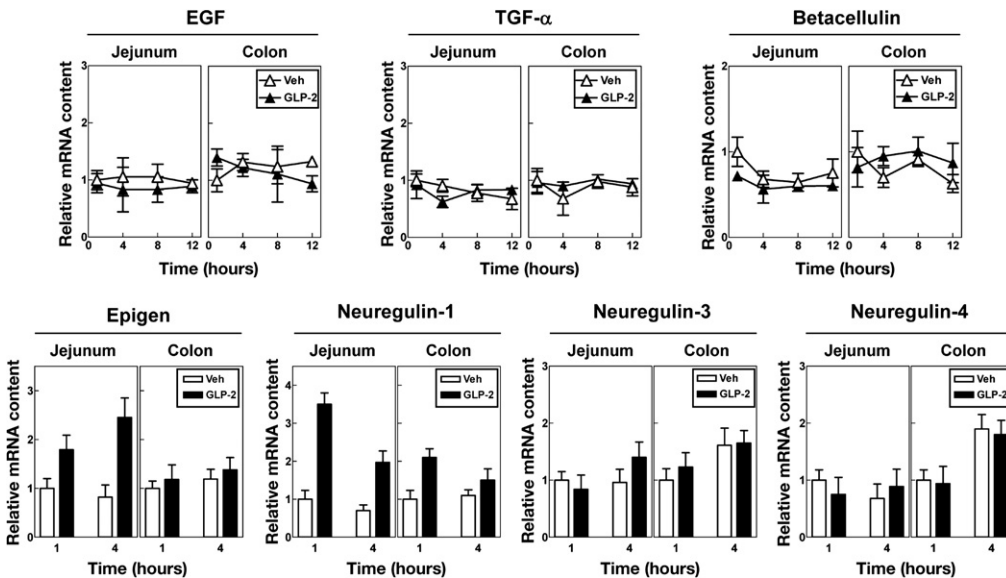 EGF
Jejunum Colon
Relative mRNA content
3
2
1
0
Veh
GLP-2
0 4 8 12 0 4 8 12
Time (hours)
TGF-α
Jejunum Colon
Relative mRNA content
3
2
1
0
Veh
GLP-2
0 4 8 12 0 4 8 12
Time (hours)
Betacellulin
Jejunum Colon
Relative mRNA content
2
1
0
Veh
GLP-2
0 4 8 12 0 4 8 12
Time (hours)
Epigen
Jejunum Colon
Relative mRNA content
3
2
1
0
Veh
GLP-2
1 4 1 4
Time (hours)
Neuregulin-1
Jejunum Colon
Relative mRNA content
4
3
2
1
0
Veh
GLP-2
1 4 1 4
Time (hours)
Neuregulin-3
Jejunum Colon
Relative mRNA content
3
2
1
0
Veh
GLP-2
1 4 1 4
Time (hours)
Neuregulin-4
Jejunum Colon
Relative mRNA content
3
2
1
0
Veh
GLP-2
1 4 1 4
Time (hours)